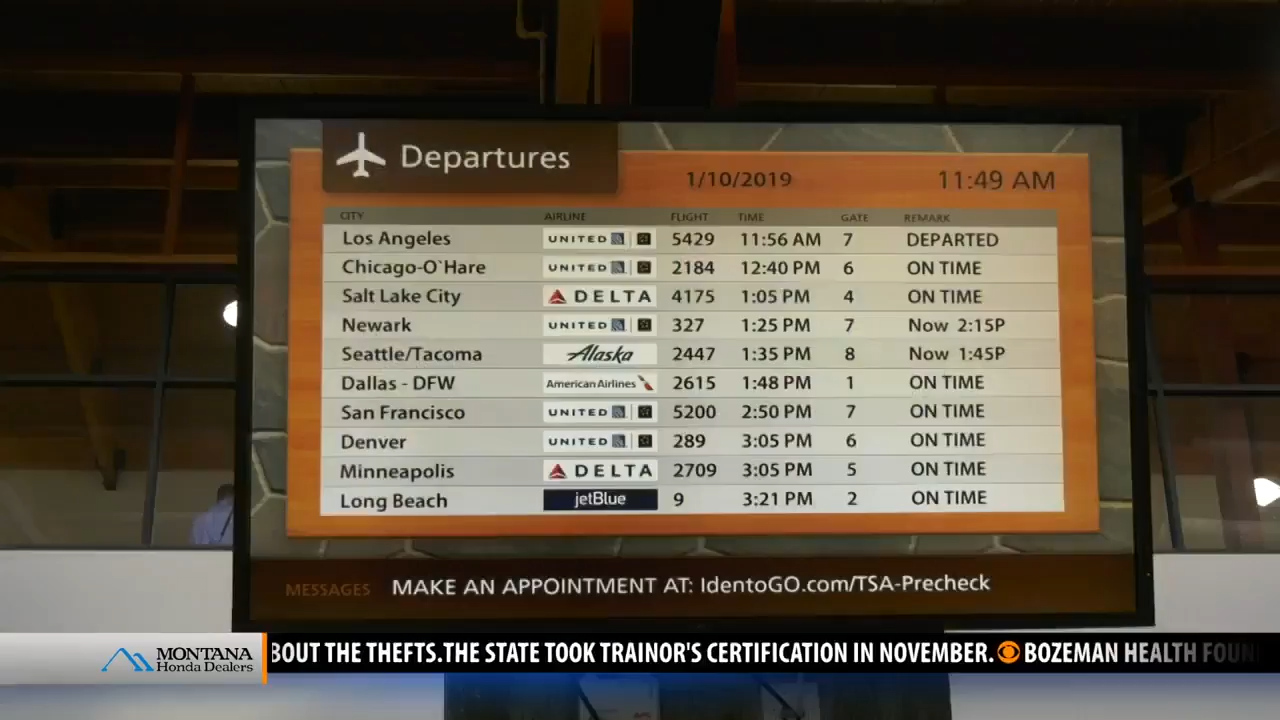 Departures
1/10/2019 11:49 AM
CITY AIRLINE FLIGHT TIME GATE REMARK
Los Angeles UNITED 5429 11:56 AM 7 DEPARTED
Chicago-O`Hare UNITED 2184 12:40 PM 6 ON TIME
Salt Lake City DELTA 4175 1:05 PM 4 ON TIME
Newark UNITED 327 1:25 PM 7 Now 2:15P
Seattle/Tacoma Alaska 2447 1:35 PM 8 Now 1:45P
Dallas - DFW American Airlines 2615 1:48 PM 1 ON TIME
San Francisco UNITED 5200 2:50 PM 7 ON TIME
Denver UNITED 289 3:05 PM 6 ON TIME
Minneapolis DELTA 2709 3:05 PM 5 ON TIME
Long Beach jetBlue 9 3:21 PM 2 ON TIME
MESSAGES MAKE AN APPOINTMENT AT: IdentoGO.com/TSA-Precheck
MONTANA
Honda Dealers
BOUT THE THEFTS.THE STATE TOOK TRAINOR'S CERTIFICATION IN NOVEMBER. BOZEMAN HEALTH FOUN